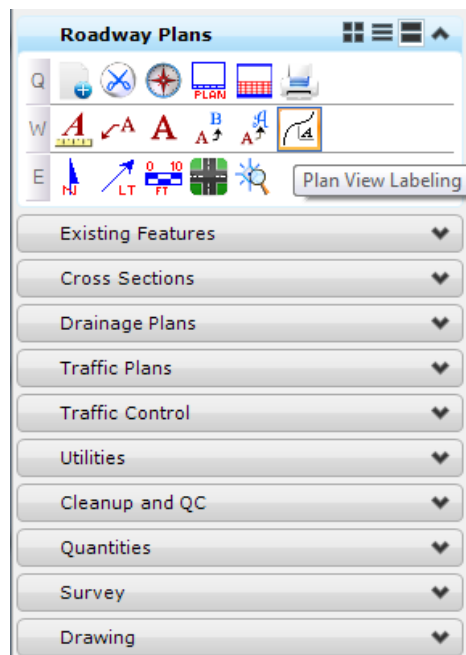 Roadway Plans
Q PLAN
W A A A A B A A A
E N LT 0 10 FT Plan View Labeling
Existing Features
Cross Sections
Drainage Plans
Traffic Plans
Traffic Control
Utilities
Cleanup and QC
Quantities
Survey
Drawing